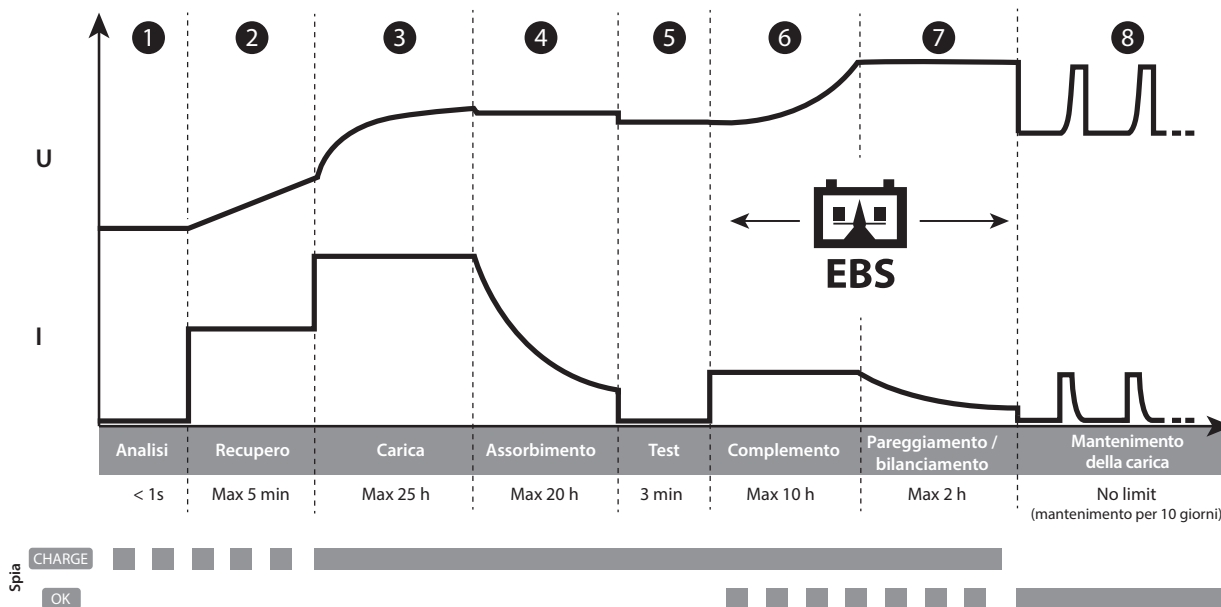 1 2 3 4 5 6 7 8
U
EBS
I
Analisi Recupero Carica Assorbimento Test Complemento Pareggiamento / bilanciamento Mantenimento della carica
< 1s Max 5 min Max 25 h Max 20 h 3 min Max 10 h Max 2 h No limit
(mantenimento per 10 giorni)
Spia
CHARGE
OK